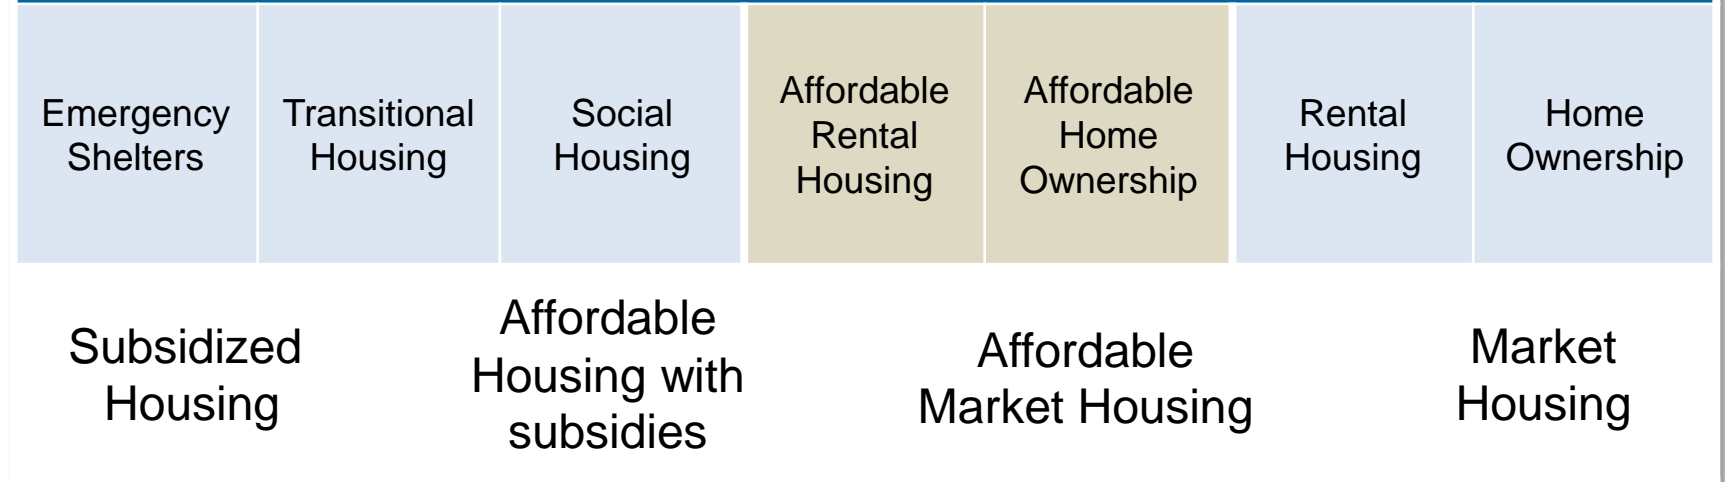 Emergency
Shelters
Transitional
Housing
Social
Housing
Affordable
Rental
Housing
Affordable
Home
Ownership
Rental
Housing
Home
Ownership
Subsidized
Housing
Affordable
Housing with
subsidies
Affordable
Market Housing
Market
Housing